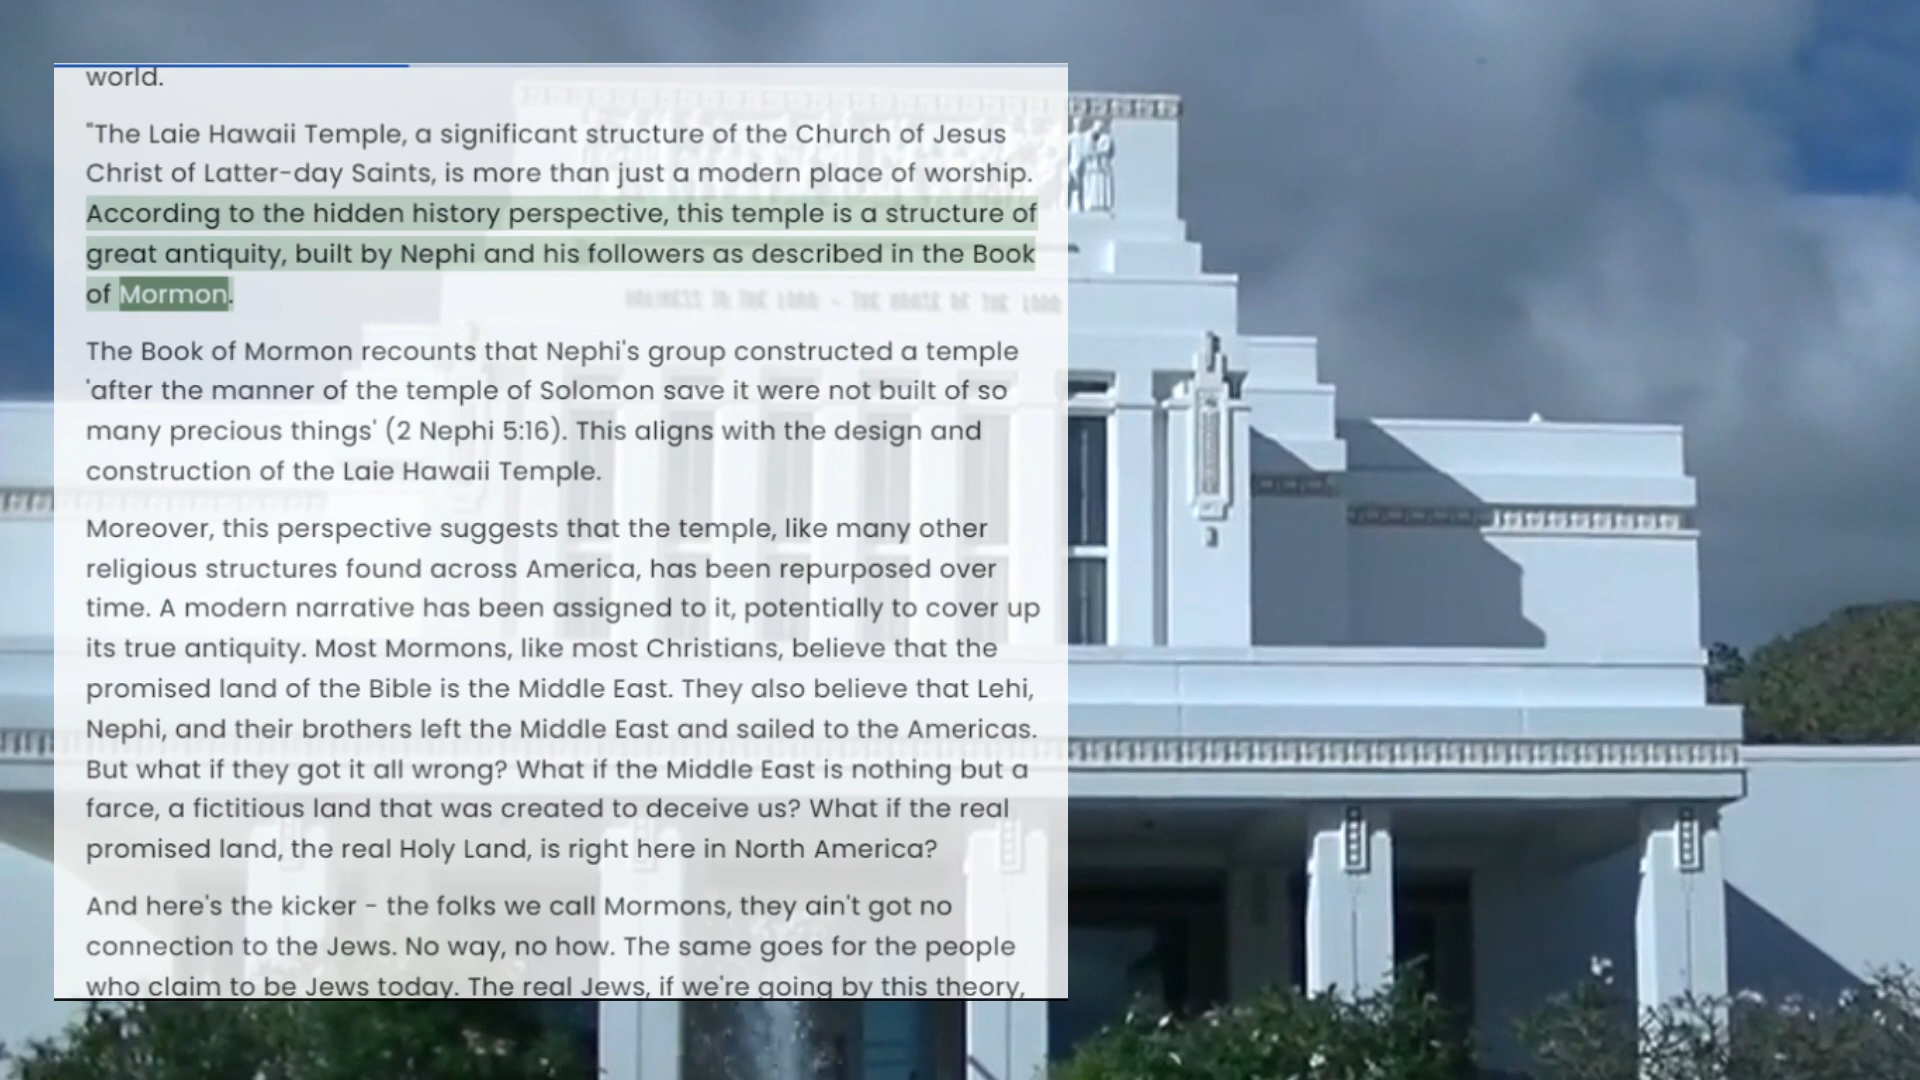 world.
"The Laie Hawaii Temple, a significant structure of the Church of Jesus
Christ of Latter-day Saints, is more than just a modern place of worship.
According to the hidden history perspective, this temple is a structure of
great antiquity, built by Nephi and his followers as described in the Book
of Mormon.
The Book of Mormon recounts that Nephi's group constructed a temple
'after the manner of the temple of Solomon save it were not built of so
many precious things' (2 Nephi 5:16). This aligns with the design and
construction of the Laie Hawaii Temple.
Moreover, this perspective suggests that the temple, like many other
religious structures found across America, has been repurposed over
time. A modern narrative has been assigned to it, potentially to cover up
its true antiquity. Most Mormons, like most Christians, believe that the
promised land of the Bible is the Middle East. They also believe that Lehi,
Nephi, and their brothers left the Middle East and sailed to the Americas.
But what if they got it all wrong? What if the Middle East is nothing but a
farce, a fictitious land that was created to deceive us? What if the real
promised land, the real Holy Land, is right here in North America?
And here's the kicker - the folks we call Mormons, they ain't got no
connection to the Jews. No way, no how. The same goes for the people
who claim to be Jews today. The real Jews, if we're going by this theory,
HOLINESS TO THE LORD - THE HOUSE OF THE LORD